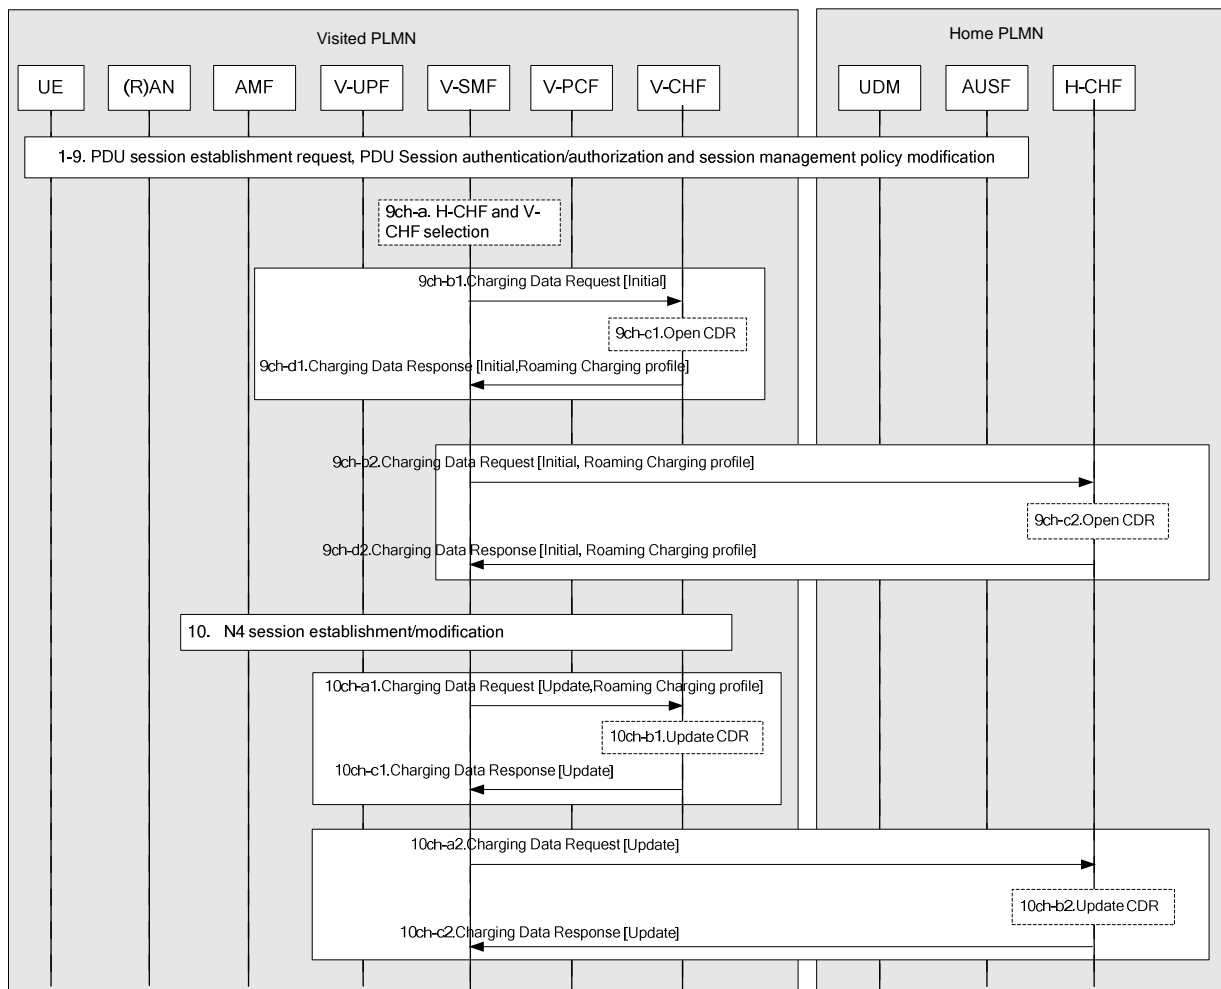 Visited PLMN
Home PLMN
UE
(R)AN
AMF
V-UPF
V-SMF
V-PCF
V-CHF
UDM
AUSF
H-CHF
1-9. PDU session establishment request, PDU Session authentication/authorization and session management policy modification
9ch-a. H-CHF and V-
CHF selection
9ch-b1.Charging Data Request [Initial]
9ch-c1.Open CDR
9ch-d1.Charging Data Response [Initial,Roaming Charging profile]
9ch-b2.Charging Data Request [Initial, Roaming Charging profile]
9ch-c2.Open CDR
9ch-d2.Charging Data Response [Initial, Roaming Charging profile]
10. N4 session establishment/modification
10ch-a1.Charging Data Request [Update,Roaming Charging profile]
10ch-b1.Update CDR
10ch-c1.Charging Data Response [Update]
10ch-a2.Charging Data Request [Update]
10ch-b2.Update CDR
10ch-c2.Charging Data Response [Update]